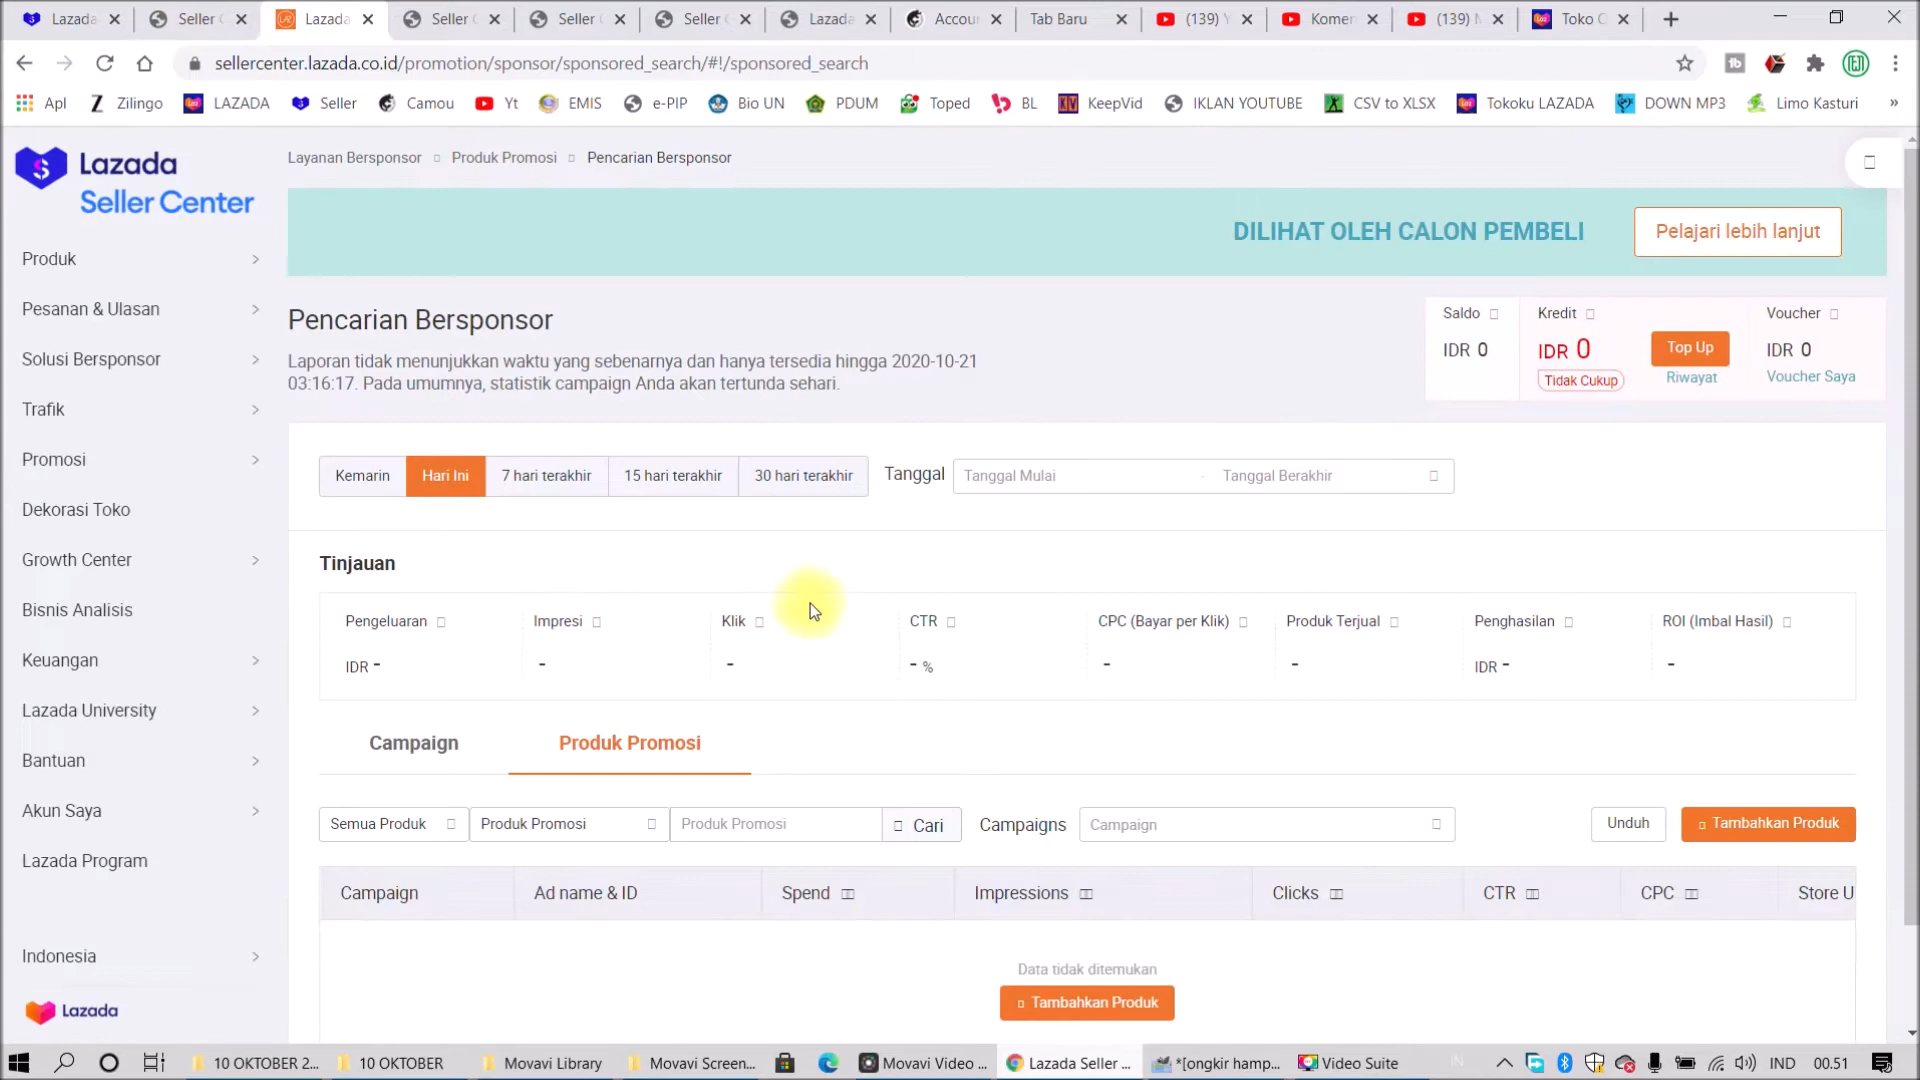 Lazada
Seller C
Lazada
Seller C
Seller C
Seller C
Lazada
Accoun
Tab Baru
(139) Y
Komen
(139) M
Toko C
sellercenter.lazada.co.id/promotion/sponsor/sponsored_search/#!/sponsored_search
Apl
Zilingo
LAZADA
Seller
Camou
Yt
EMIS
e-PIP
Bio UN
PDUM
Toped
BL
KeepVid
IKLAN YOUTUBE
CSV to XLSX
Tokoku LAZADA
DOWN MP3
Limo Kasturi
»
Lazada
Seller Center
Layanan Bersponsor
Produk Promosi
Pencarian Bersponsor
DILIHAT OLEH CALON PEMBELI
Pelajari lebih lanjut
Produk
Pesanan & Ulasan
Solusi Bersponsor
Trafik
Promosi
Dekorasi Toko
Growth Center
Bisnis Analisis
Keuangan
Lazada University
Bantuan
Akun Saya
Lazada Program
Indonesia
Lazada
Pencarian Bersponsor
Laporan tidak menunjukkan waktu yang sebenarnya dan hanya tersedia hingga 2020-10-21
03:16:17. Pada umumnya, statistik campaign Anda akan tertunda sehari.
Saldo
IDR 0
Kredit
IDR 0
Tidak Cukup
Top Up
Riwayat
Voucher
IDR 0
Voucher Saya
Kemarin
Hari Ini
7 hari terakhir
15 hari terakhir
30 hari terakhir
Tanggal
Tanggal Mulai
-
Tanggal Berakhir
Tinjauan
Pengeluaran
Impresi
Klik
CTR
CPC (Bayar per Klik)
Produk Terjual
Penghasilan
ROI (Imbal Hasil)
IDR -
-
-
- %
-
-
IDR -
-
Campaign
Produk Promosi
Semua Produk
Produk Promosi
Produk Promosi
Cari
Campaigns
Campaign
Unduh
Tambahkan Produk
Campaign
Ad name & ID
Spend
Impressions
Clicks
CTR
CPC
Store U
Data tidak ditemukan
Tambahkan Produk
10 OKTOBER 2...
10 OKTOBER
Movavi Library
Movavi Screen...
Movavi Video ...
Lazada Seller ...
*[ongkir hamp...
Video Suite
IND
00.51